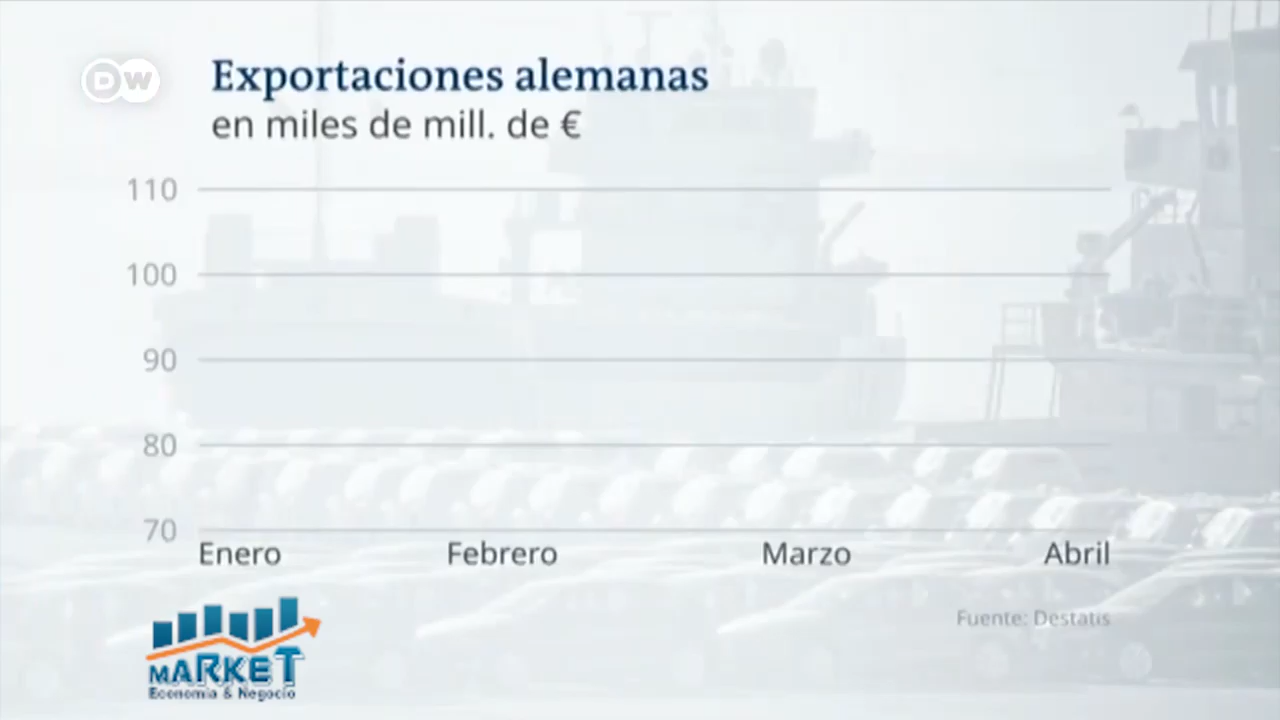 DW
Exportaciones alemanas
en miles de mill. de €
110
100
90
80
70
Enero Febrero Marzo Abril
Fuente: Destatis
MARKET
Economia & Negocio